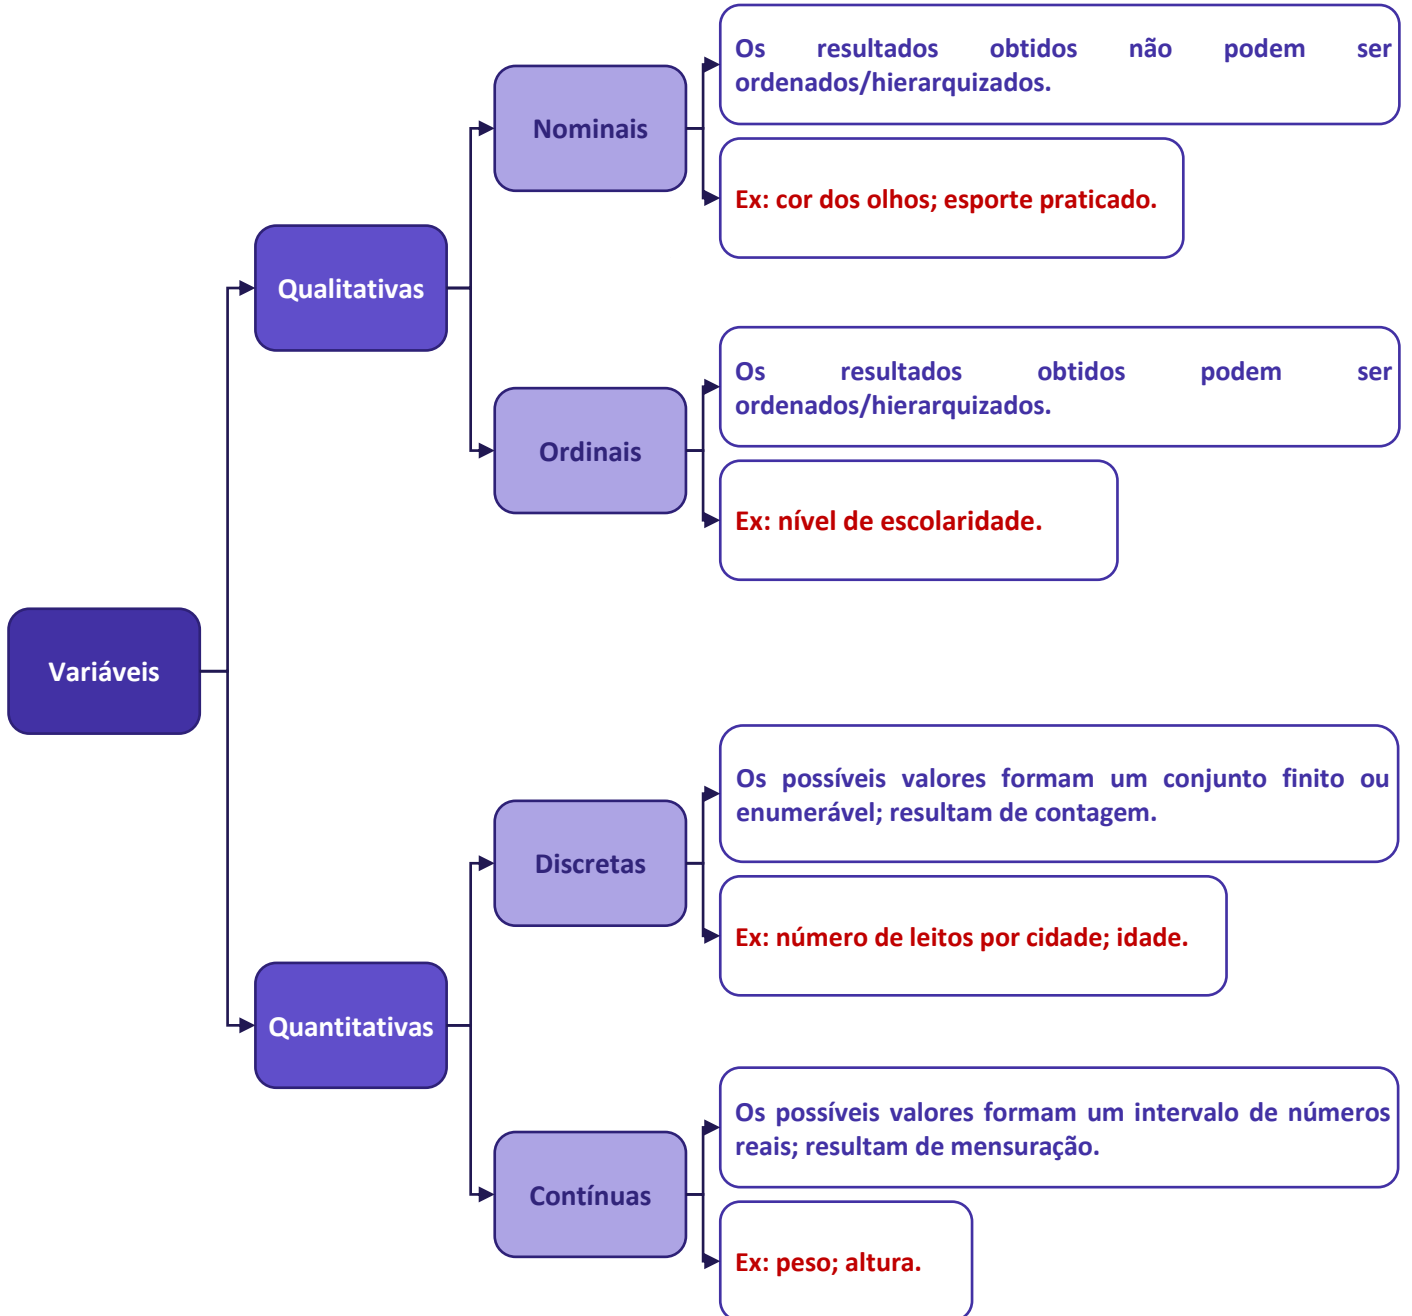 Os resultados obtidos não podem ser
ordenados/hierarquizados.
Nominais
Ex: cor dos olhos; esporte praticado.
Qualitativas
Os resultados obtidos podem ser
ordenados/hierarquizados.
Ordinais
Ex: nível de escolaridade.
Variáveis
Os possíveis valores formam um conjunto finito ou
enumerável; resultam de contagem.
Discretas
Ex: número de leitos por cidade; idade.
Quantitativas
Os possíveis valores formam um intervalo de números
reais; resultam de mensuração.
Contínuas
Ex: peso; altura.